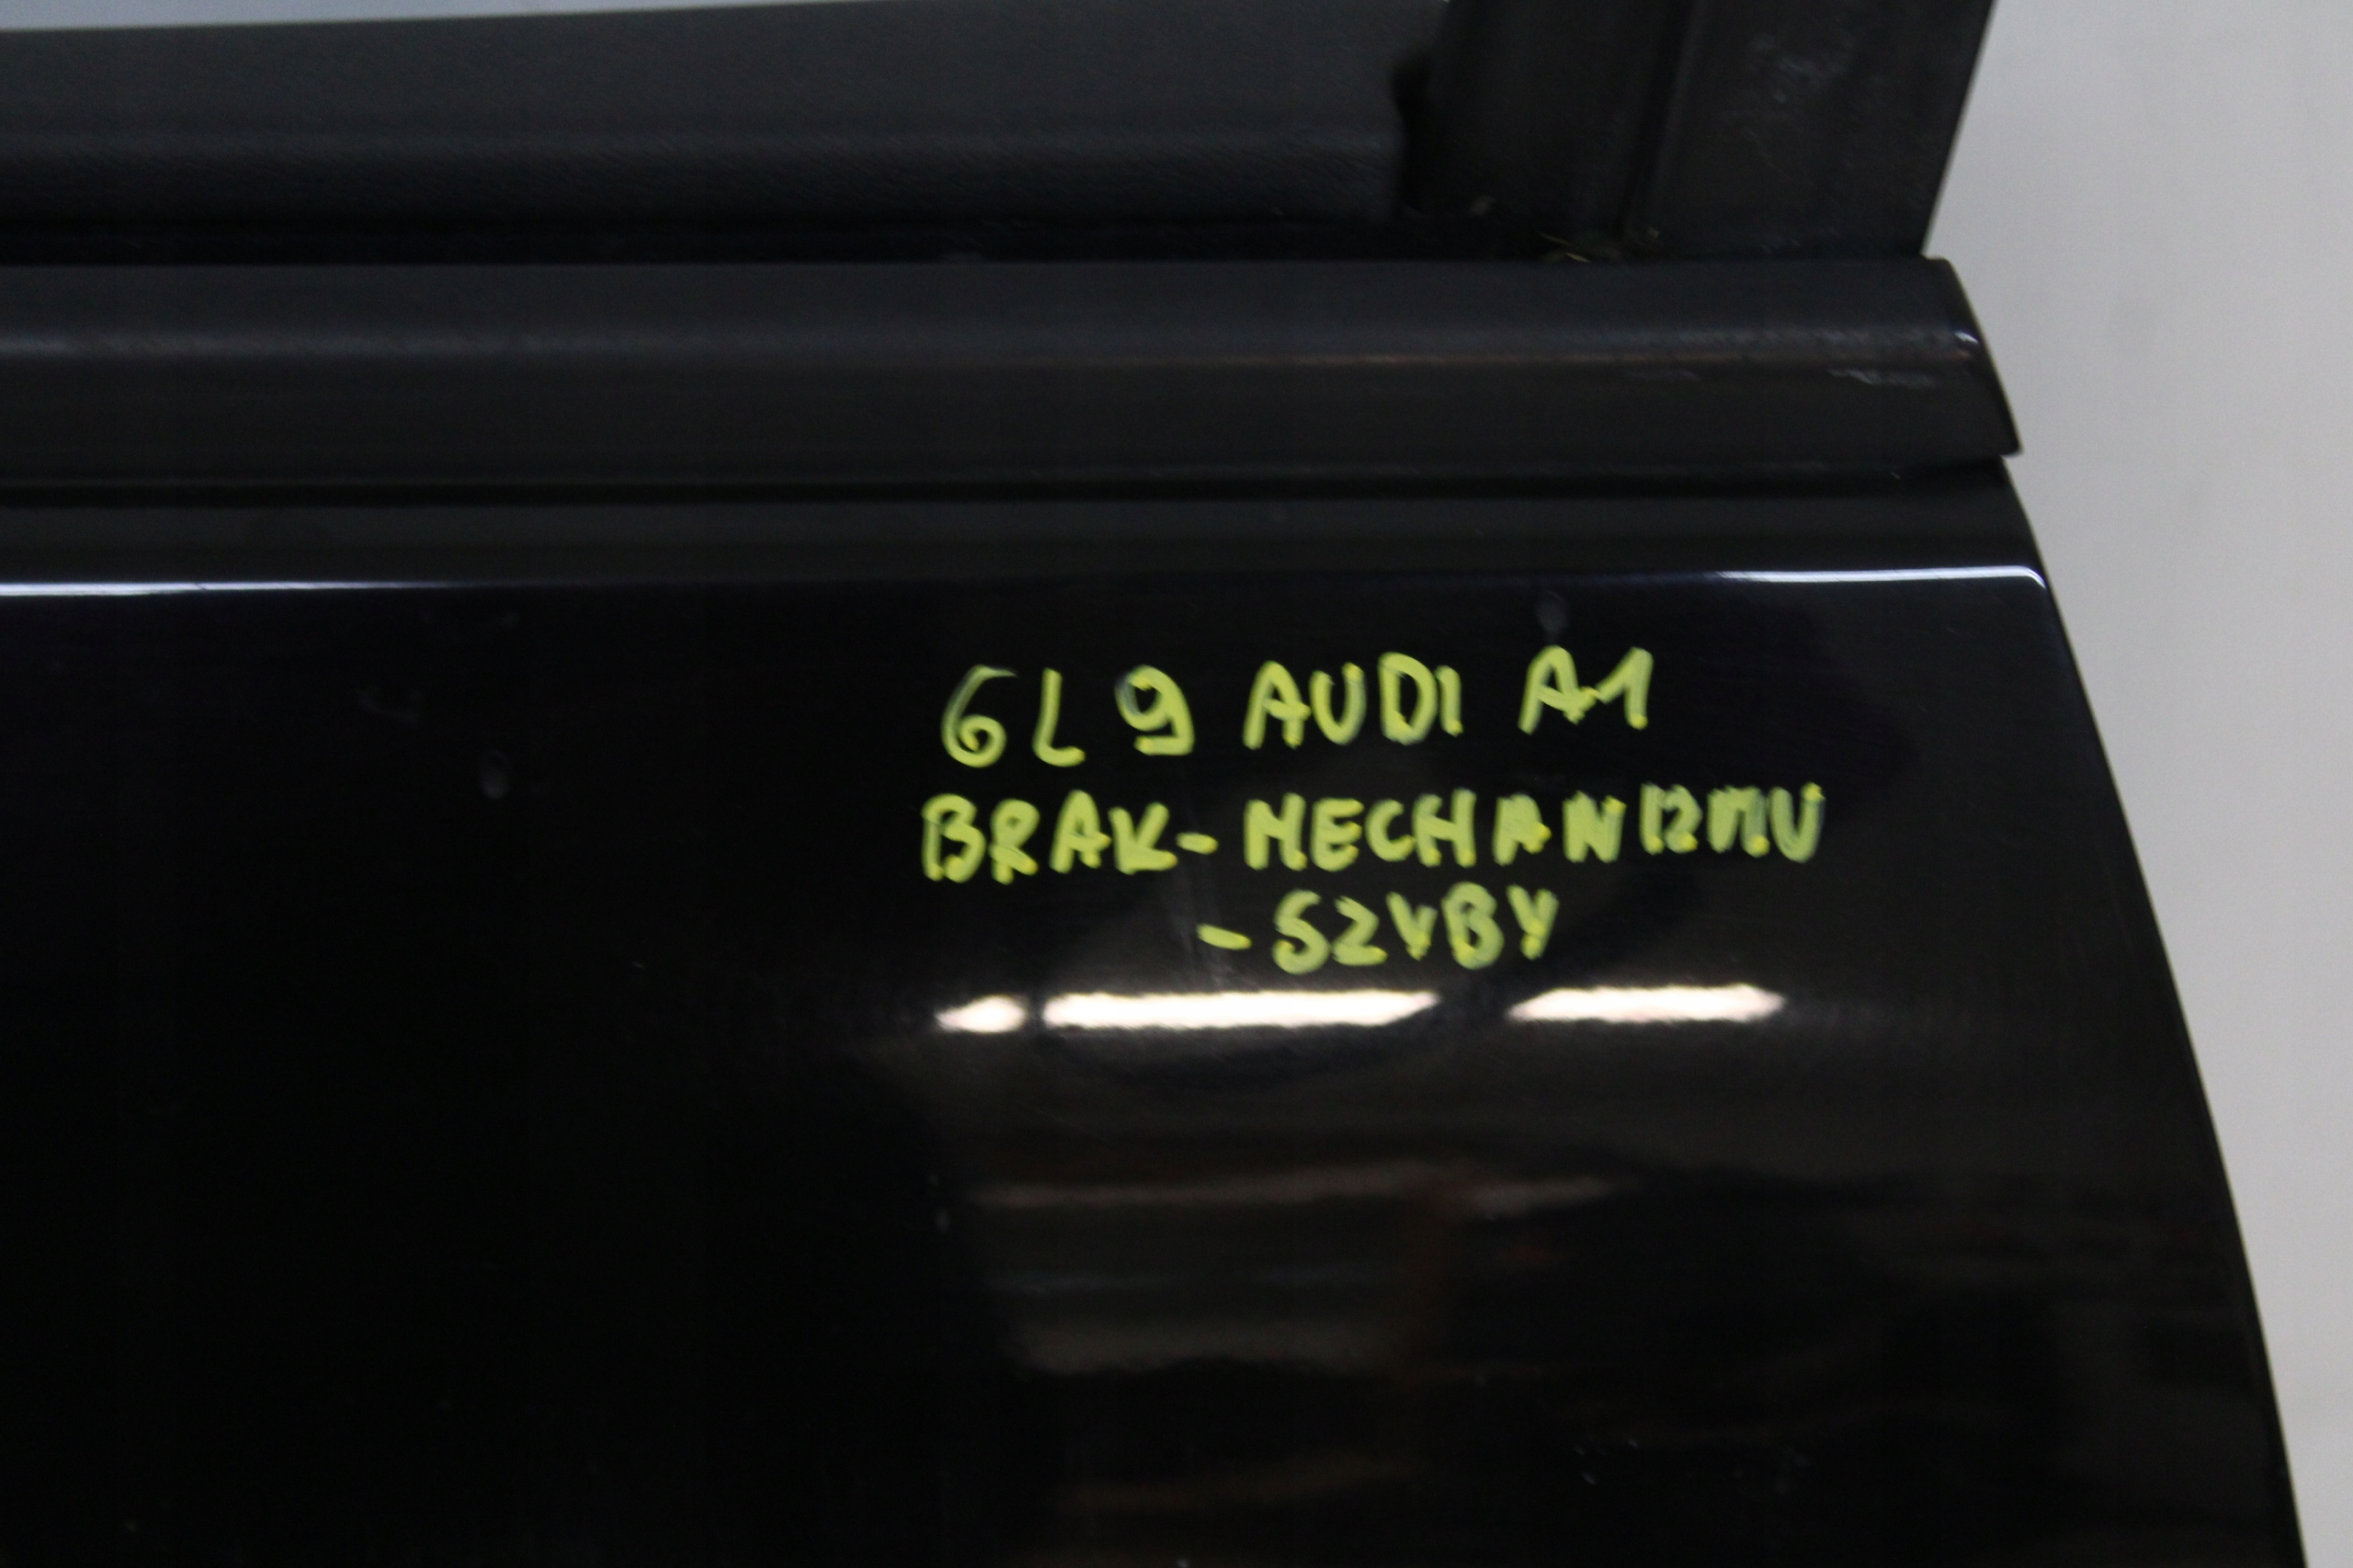 6L9 AUDI A1
BRAK- MECHANIZMU
- SZYBY